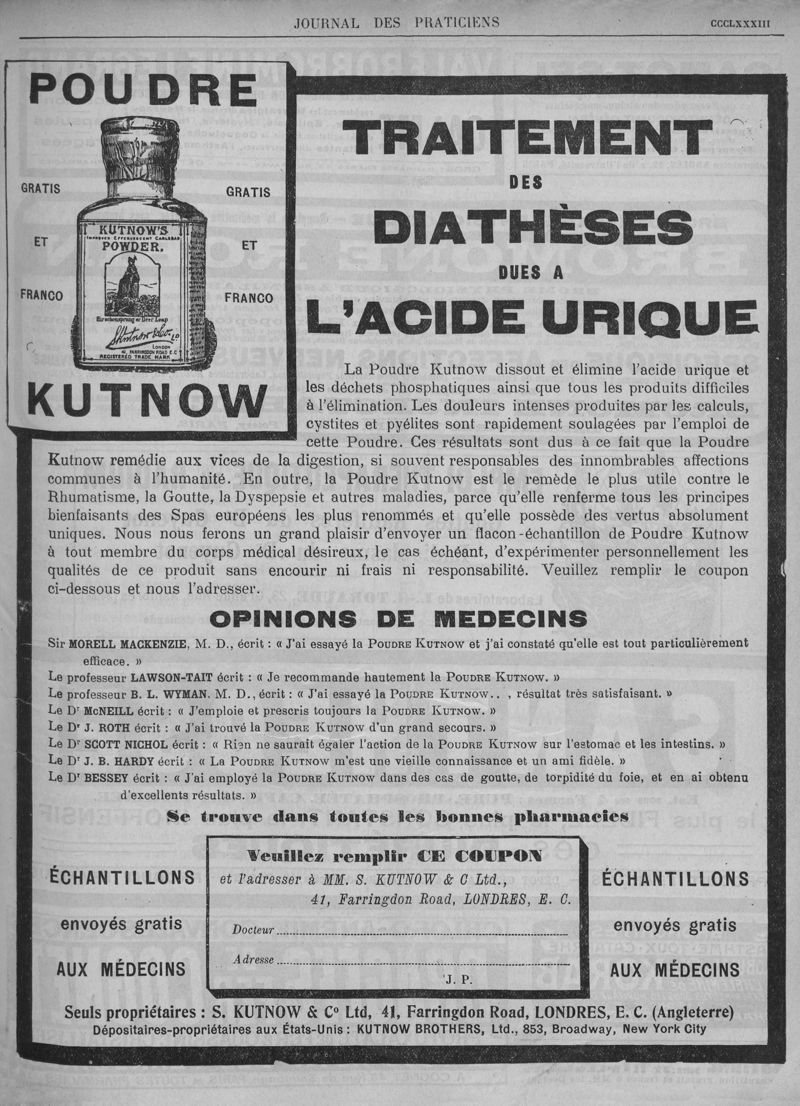 JOURNAL DES PRATICIENS
CCCLXXXIII
POUDRE
GRATIS
ET
FRANCO
KUTNOW'S
IMPROVED EFFERVESCENT CARLSBAD
POWDER.
Hirschensprung or Deer Leap
S. Kutnow & Co. Ld
LONDON
41, FARRINGDON ROAD E.C.
REGISTERED TRADE MARK
GRATIS
ET
FRANCO
KUTNOW
TRAITEMENT
DES
DIATHÈSES
DUES A
L'ACIDE URIQUE
La Poudre Kutnow dissout et élimine l'acide urique et
les déchets phosphatiques ainsi que tous les produits difficiles
à l'élimination. Les douleurs intenses produites par les calculs,
cystites et pyélites sont rapidement soulagées par l'emploi de
cette Poudre. Ces résultats sont dus à ce fait que la Poudre
Kutnow remédie aux vices de la digestion, si souvent responsables des innombrables affections
communes à l'humanité. En outre, la Poudre Kutnow est le remède le plus utile contre le
Rhumatisme, la Goutte, la Dyspepsie et autres maladies, parce qu'elle renferme tous les principes
bienfaisants des Spas européens les plus renommés et qu'elle possède des vertus absolument
uniques. Nous nous ferons un grand plaisir d'envoyer un flacon-échantillon de Poudre Kutnow
à tout membre du corps médical désireux, le cas échéant, d'expérimenter personnellement les
qualités de ce produit sans encourir ni frais ni responsabilité. Veuillez remplir le coupon
ci-dessous et nous l'adresser.
OPINIONS DE MEDECINS
Sir MORELL MACKENZIE, M. D., écrit : « J'ai essayé la POUDRE KUTNOW et j'ai constaté qu'elle est tout particulièrement
efficace. »
Le professeur LAWSON-TAIT écrit : « Je recommande hautement la POUDRE KUTNOW. »
Le professeur B. L. WYMAN. M. D., écrit : « J'ai essayé la POUDRE KUTNOW.. , résultat très satisfaisant. »
Le Dr McNEILL écrit : « J'emploie et prescris toujours la POUDRE KUTNOW. »
Le Dr J. ROTH écrit : « J'ai trouvé la POUDRE KUTNOW d'un grand secours. »
Le Dr SCOTT NICHOL écrit : « Rien ne saurait égaler l'action de la POUDRE KUTNOW sur l'estomac et les intestins. »
Le Dr J. B. HARDY écrit : « La POUDRE KUTNOW m'est une vieille connaissance et un ami fidèle. »
Le Dr BESSEY écrit : « J'ai employé la POUDRE KUTNOW dans des cas de goutte, de torpidité du foie, et en ai obtenu
d'excellents résultats. »
Se trouve dans toutes les bonnes pharmacies
ÉCHANTILLONS
envoyés gratis
AUX MÉDECINS
Veuillez remplir CE COUPON
et l'adresser à MM. S. KUTNOW & C Ltd.,
41, Farringdon Road, LONDRES, E. C.
Docteur
Adresse
J. P.
ÉCHANTILLONS
envoyés gratis
AUX MÉDECINS
Seuls propriétaires : S. KUTNOW & Co Ltd, 41, Farringdon Road, LONDRES, E. C. (Angleterre)
Dépositaires-propriétaires aux États-Unis : KUTNOW BROTHERS, Ltd., 853, Broadway, New York City